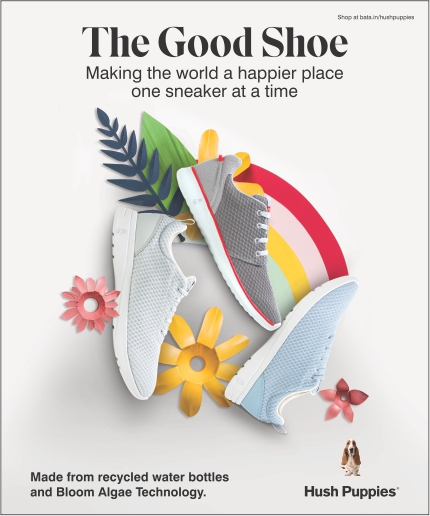 Shop at bata.in/hushpuppies
The Good Shoe
Making the world a happier place
one sneaker at a time
Made from recycled water bottles
and Bloom Algae Technology.
Hush Puppies®